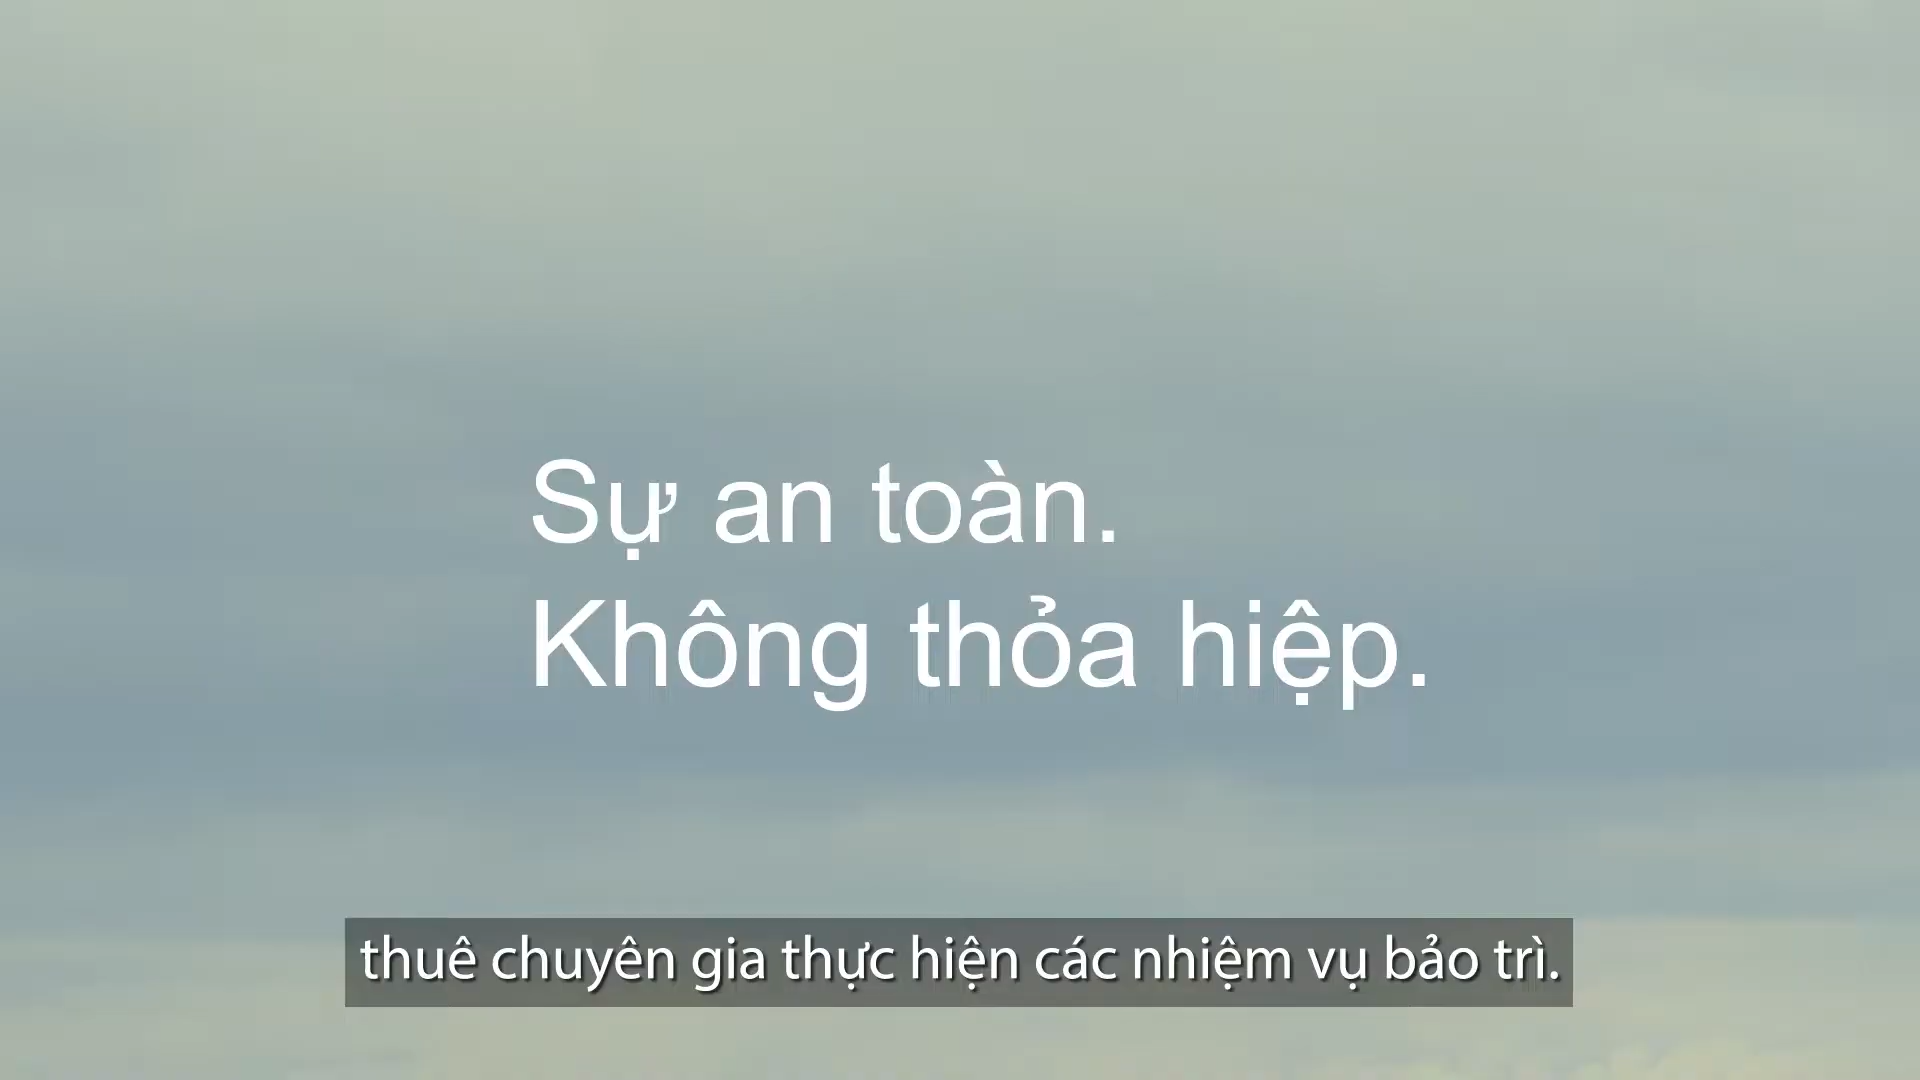 Sự an toàn.
Không thỏa hiệp.
thuê chuyên gia thực hiện các nhiệm vụ bảo trì.